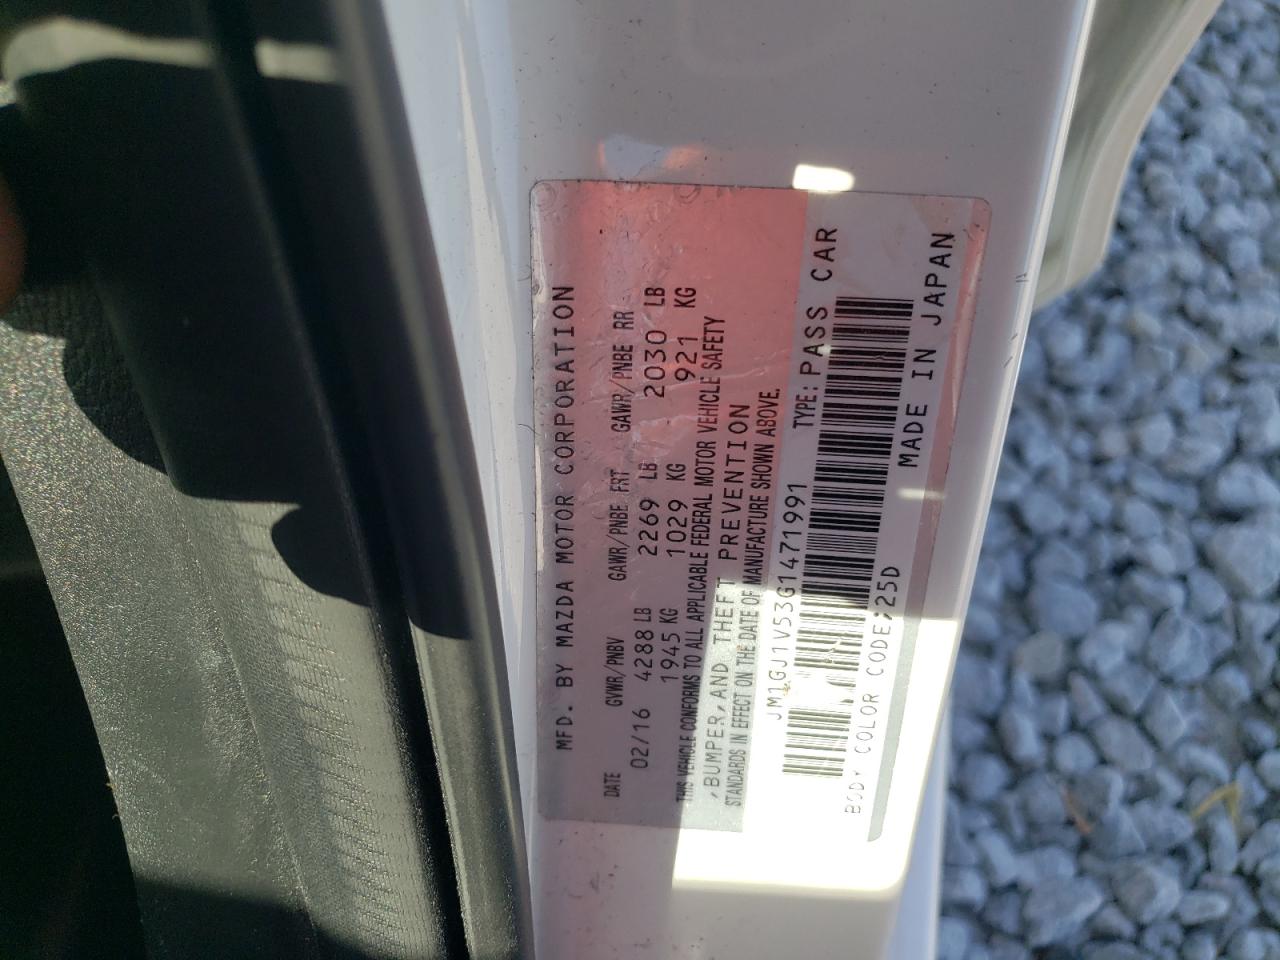 MFD. BY MAZDA MOTOR CORPORATION
DATE GVWR/PNBV GAWR/PNBE FRT GAWR/PNBE RR
02/16 4288 LB 2269 LB 2030 LB
1945 KG 1029 KG 921 KG
THIS VEHICLE CONFORMS TO ALL APPLICABLE FEDERAL MOTOR VEHICLE SAFETY
,BUMPER,AND THEFT PREVENTION
STANDARDS IN EFFECT ON THE DATE OF MANUFACTURE SHOWN ABOVE.
JM1GJ1V53G1471991 TYPE: PASS CAR
BODY COLOR CODE;25D MADE IN JAPAN